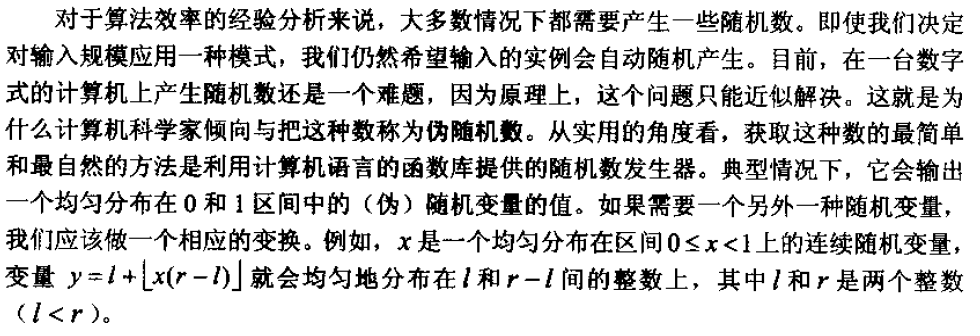 对于算法效率的经验分析来说，大多数情况下都需要产生一些随机数。即使我们决定
对输入规模应用一种模式，我们仍然希望输入的实例会自动随机产生。目前，在一台数字
式的计算机上产生随机数还是一个难题，因为原理上，这个问题只能近似解决。这就是为
什么计算机科学家倾向与把这种数称为伪随机数。从实用的角度看，获取这种数的最简单
和最自然的方法是利用计算机语言的函数库提供的随机数发生器。典型情况下，它会输出
一个均匀分布在 0 和 1 区间中的（伪）随机变量的值。如果需要一个另外一种随机变量，
我们应该做一个相应的变换。例如，x 是一个均匀分布在区间 0≤x<1 上的连续随机变量，
变量 y=l+⌊x(r−l)⌋ 就会均匀地分布在 l 和 r−l 间的整数上，其中 l 和 r 是两个整数
（l<r）。